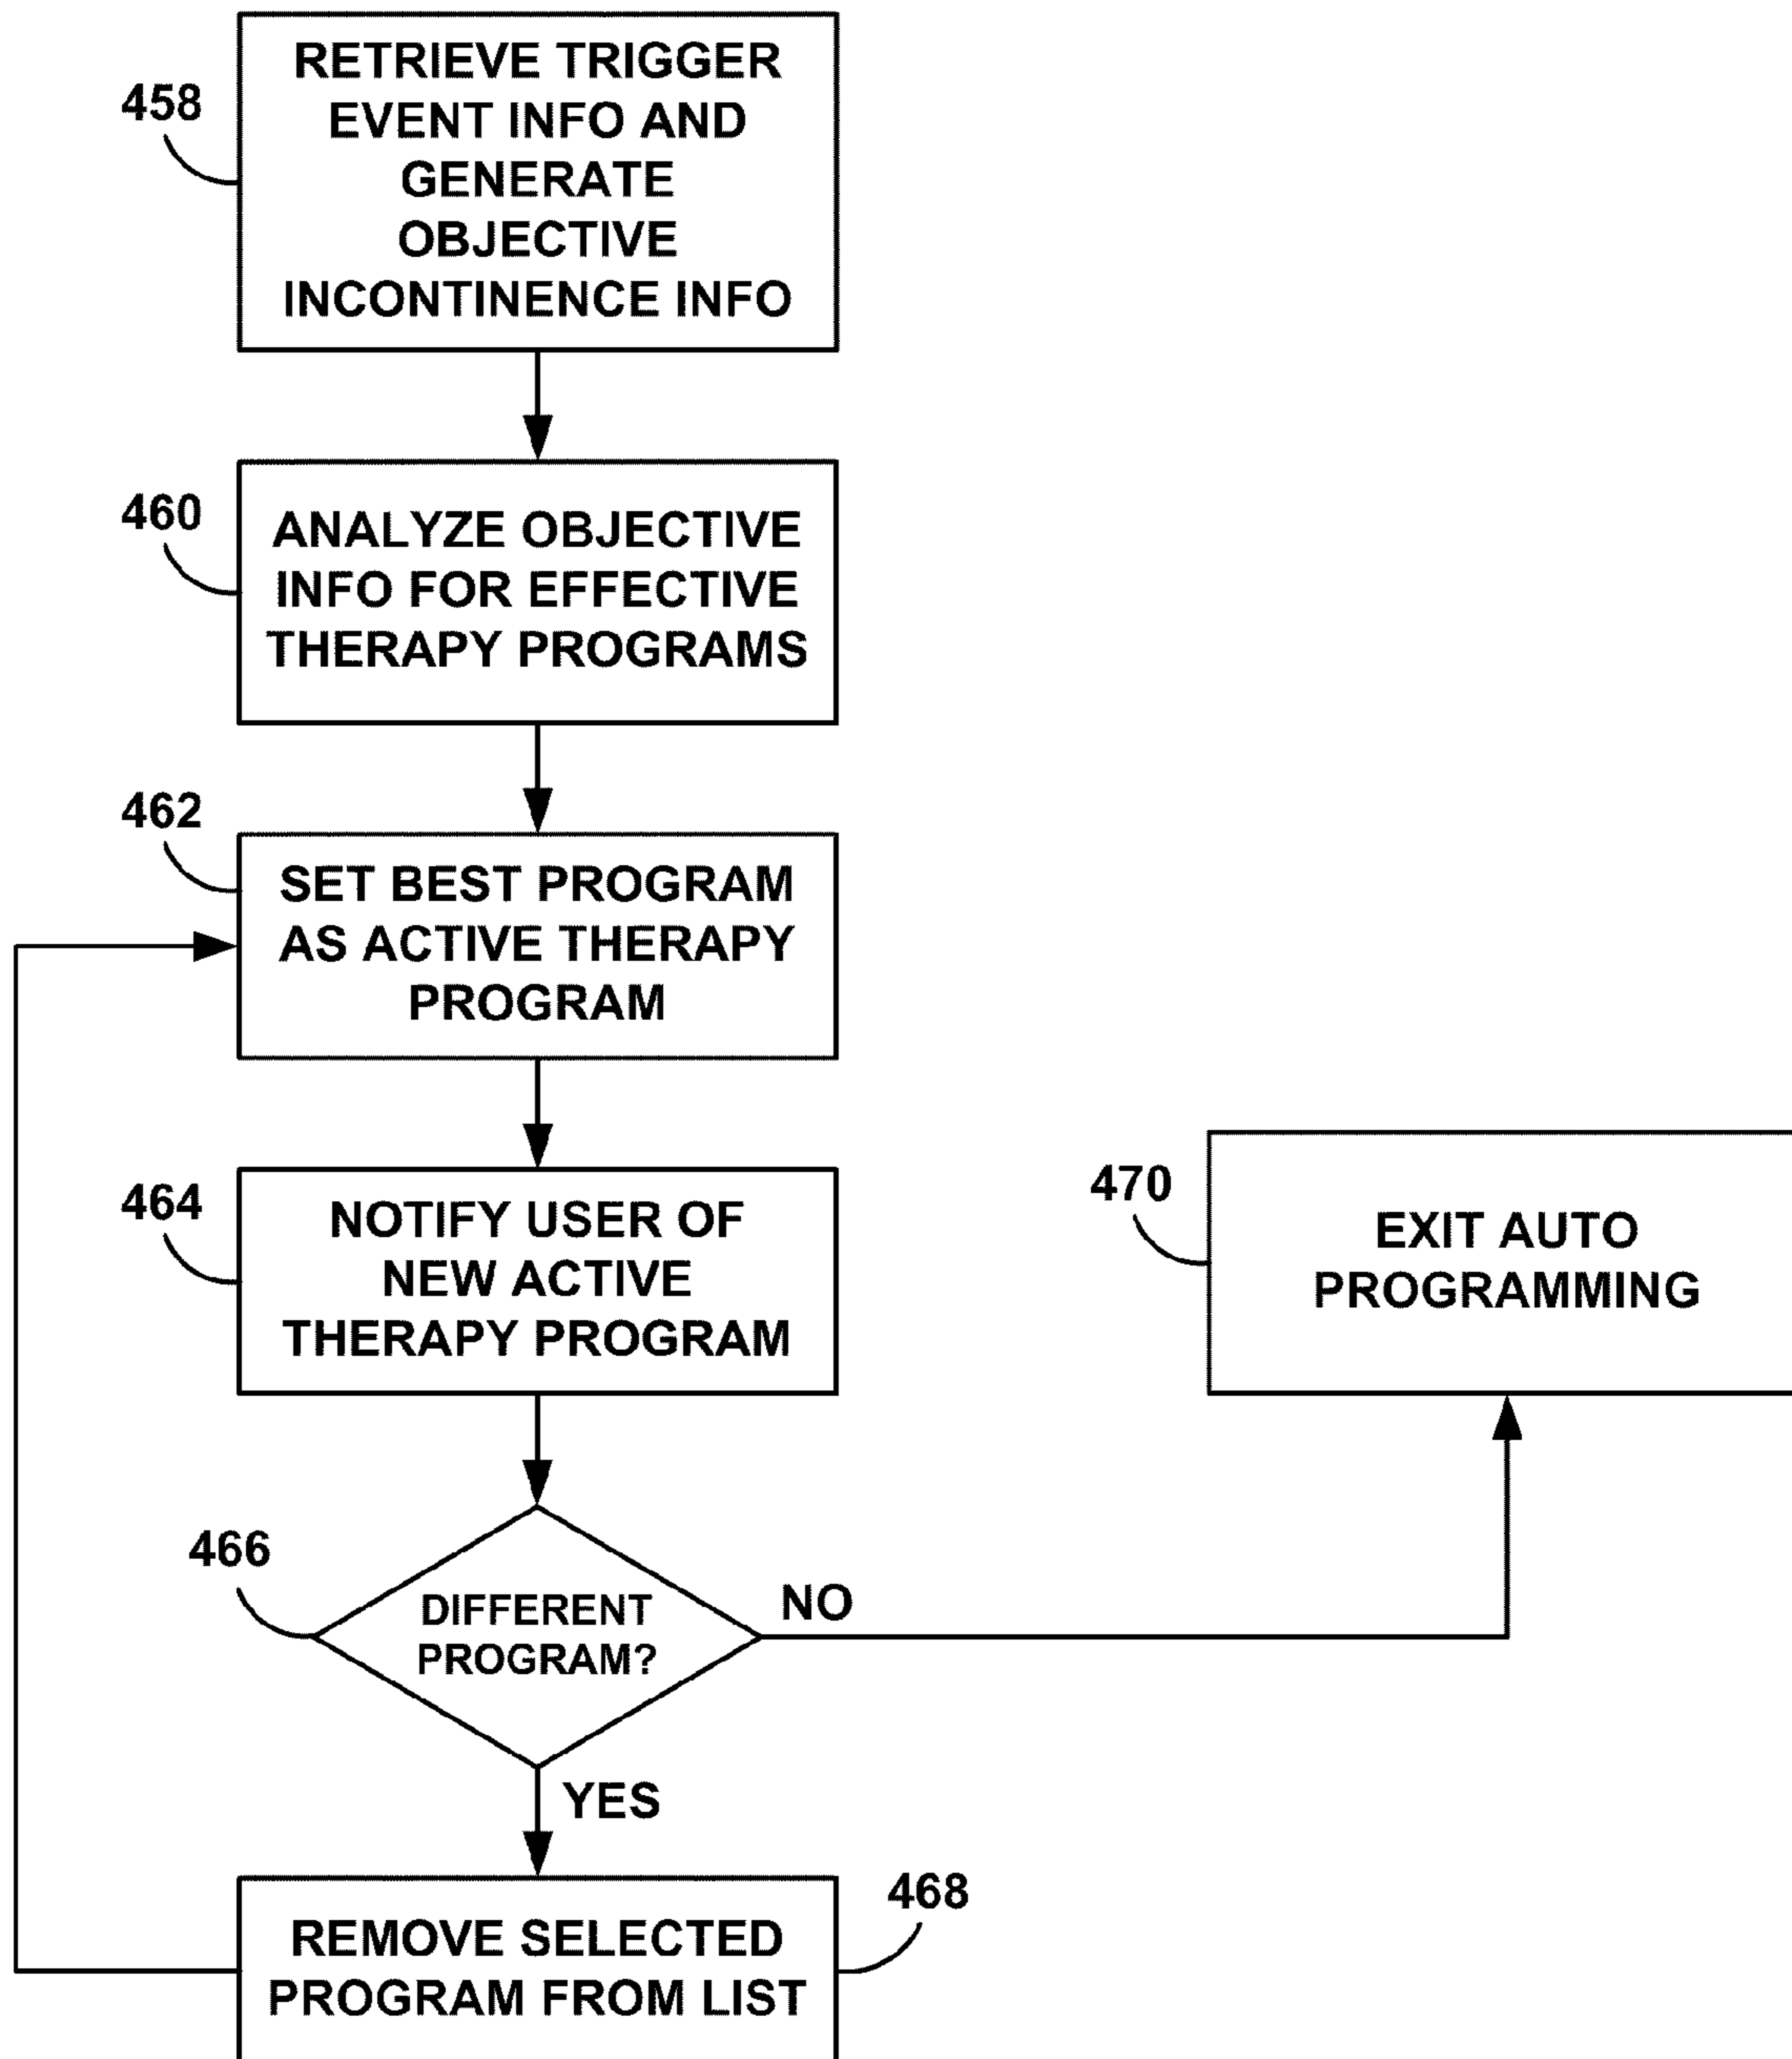 458
RETRIEVE TRIGGER
EVENT INFO AND
GENERATE
OBJECTIVE
INCONTINENCE INFO
460
ANALYZE OBJECTIVE
INFO FOR EFFECTIVE
THERAPY PROGRAMS
462
SET BEST PROGRAM
AS ACTIVE THERAPY
PROGRAM
464
NOTIFY USER OF
NEW ACTIVE
THERAPY PROGRAM
470
EXIT AUTO
PROGRAMMING
466
DIFFERENT
PROGRAM?
NO
YES
468
REMOVE SELECTED
PROGRAM FROM LIST